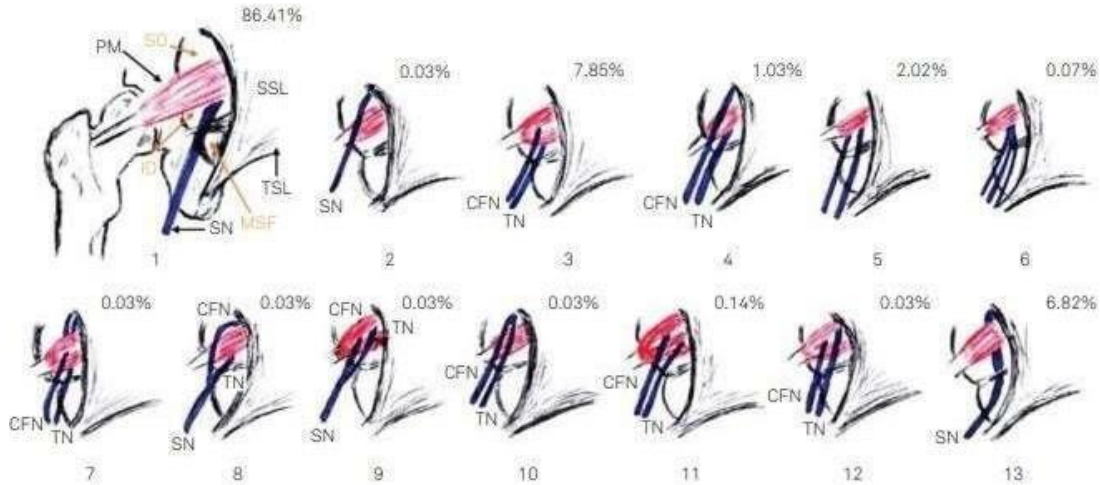 86.41%
SO
PM
SSL
ID
TSL
MSF
SN
1
0.03%
SN
2
7.85%
CFN
TN
3
1.03%
CFN
TN
4
2.02%
5
0.07%
6
0.03%
CFN
TN
7
0.03%
CFN
TN
SN
8
0.03%
CFN
TN
SN
9
0.03%
CFN
TN
10
0.14%
CFN
TN
11
0.03%
CFN
TN
12
6.82%
SN
13